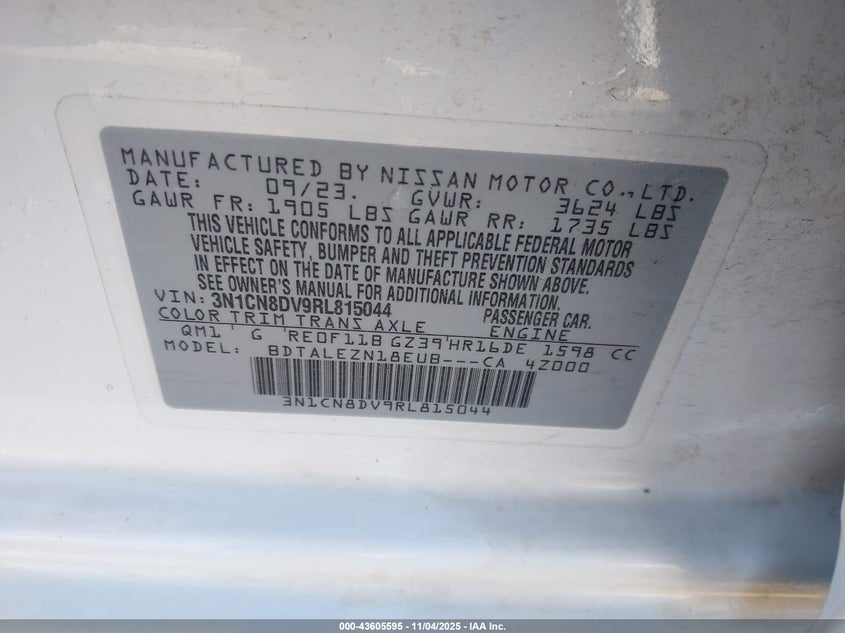 MANUFACTURED BY NISSAN MOTOR CO., LTD.
DATE: 09/23. GVWR: 3624 LBS
GAWR FR: 1905 LBS GAWR RR: 1735 LBS
THIS VEHICLE CONFORMS TO ALL APPLICABLE FEDERAL MOTOR
VEHICLE SAFETY, BUMPER AND THEFT PREVENTION STANDARDS
IN EFFECT ON THE DATE OF MANUFACTURE SHOWN ABOVE.
SEE OWNER'S MANUAL FOR ADDITIONAL INFORMATION.
VIN: 3N1CN8DV9RL815044 PASSENGER CAR.
COLOR TRIM TRANS AXLE ENGINE
QM1 ' G 'RE0F11B GZ39'HR16DE 1598 CC
MODEL: BDTALEZN18EUB---CA 4Z000
3N1CN8DV9RL815044
000-43605595 - 11/04/2025 - IAA Inc.